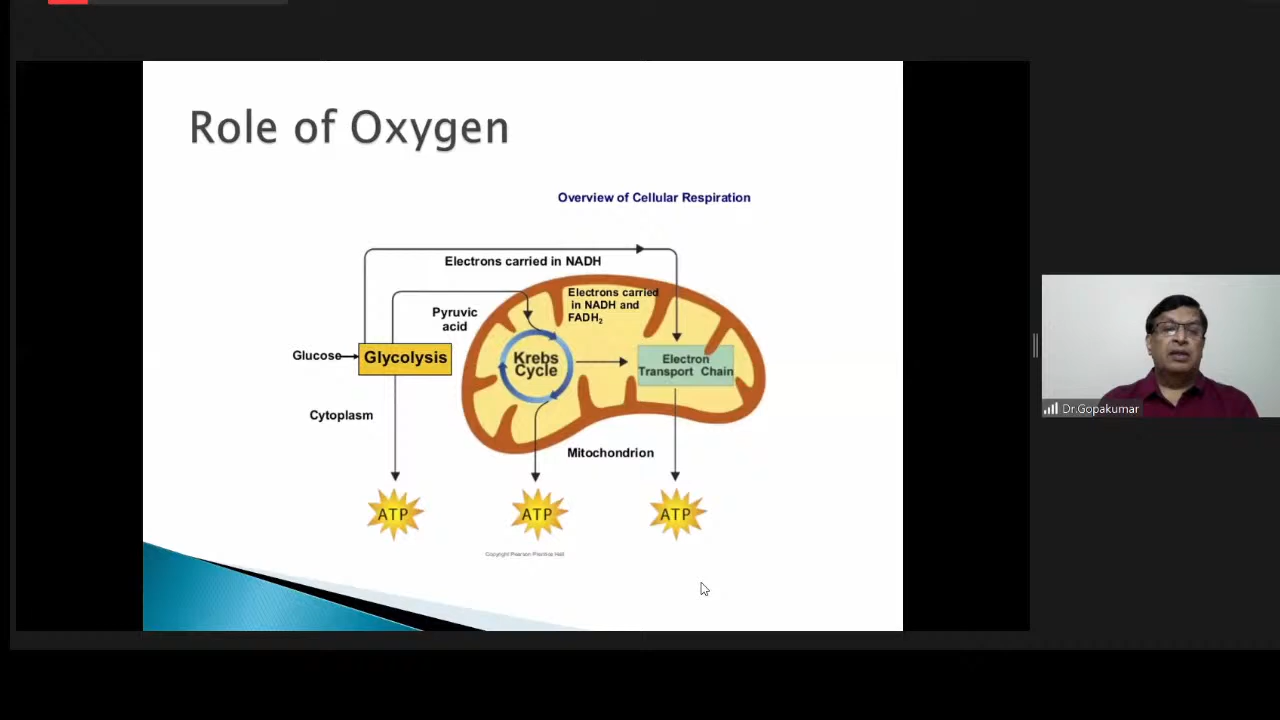 Role of Oxygen
Overview of Cellular Respiration
Electrons carried in NADH
Electrons carried
in NADH and
FADH₂
Pyruvic
acid
Glucose
Glycolysis
Krebs
Cycle
Electron
Transport Chain
Cytoplasm
Mitochondrion
ATP
ATP
ATP
Copyright Pearson Prentice Hall
Dr.Gopakumar